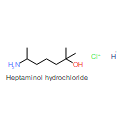 H₂N
OH
Cl⁻ H
Heptaminol hydrochloride